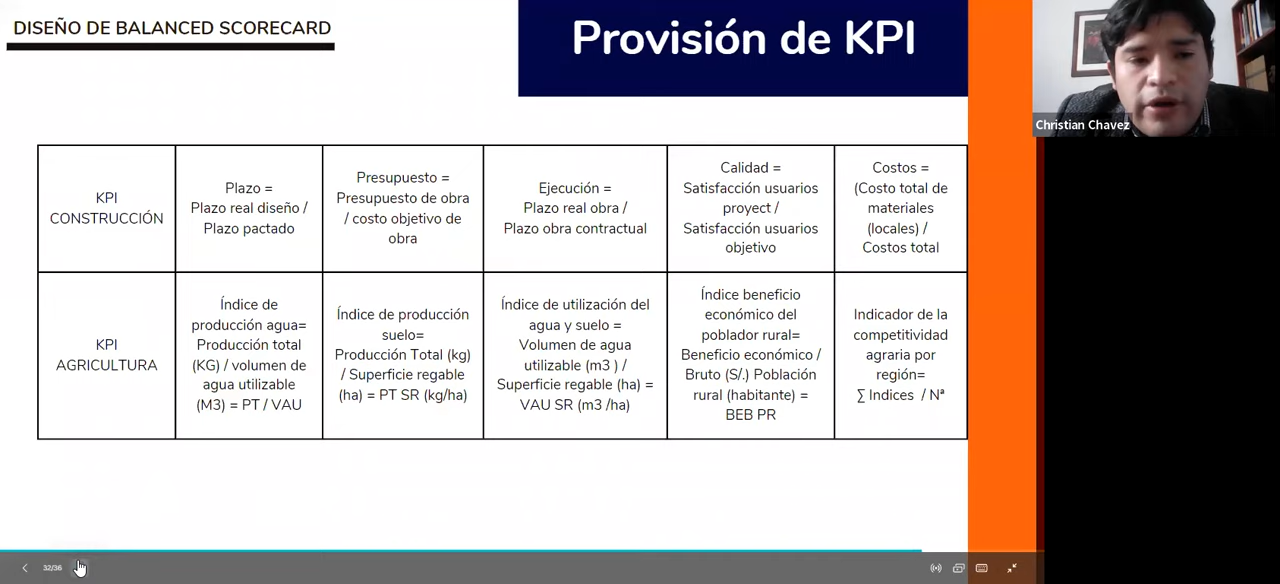 DISEÑO DE BALANCED SCORECARD
Provisión de KPI
Christian Chavez
KPI
CONSTRUCCIÓN
Plazo =
Plazo real diseño /
Plazo pactado
Presupuesto =
Presupuesto de obra
/ costo objetivo de
obra
Ejecución =
Plazo real obra /
Plazo obra contractual
Calidad =
Satisfacción usuarios
proyect /
Satisfacción usuarios
objetivo
Costos =
(Costo total de
materiales
(locales) /
Costos total
KPI
AGRICULTURA
Índice de
producción agua=
Producción total
(KG) / volumen de
agua utilizable
(M3) = PT / VAU
Índice de producción
suelo=
Producción Total (kg)
/ Superficie regable
(ha) = PT SR (kg/ha)
Índice de utilización del
agua y suelo =
Volumen de agua
utilizable (m3 ) /
Superficie regable (ha) =
VAU SR (m3 /ha)
Índice beneficio
económico del
poblador rural=
Beneficio económico /
Bruto (S/.) Población
rural (habitante) =
BEB PR
Indicador de la
competitividad
agraria por
región=
∑ Indices / Nª
32/36